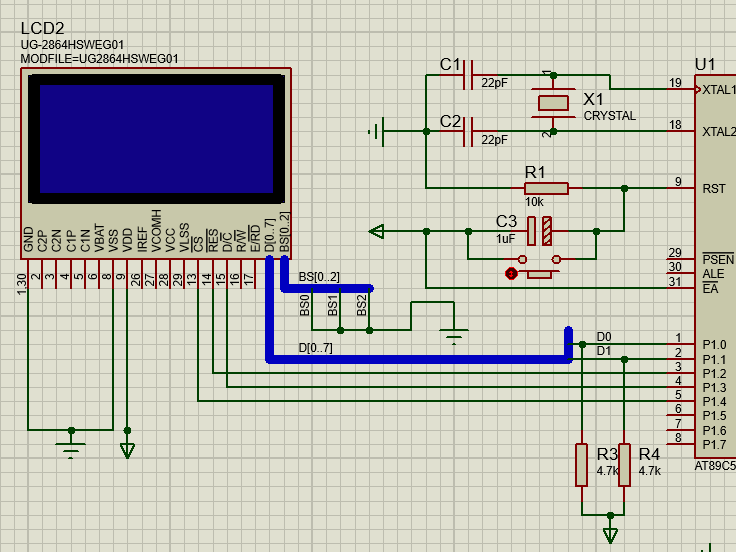 LCD2
UG-2864HSWEG01
MODFILE=UG2864HSWEG01
GND
C2P
C2N
C1P
C1N
VBAT
VSS
VDD
IREF
VCOMH
VCC
VLSS
CS
RES
D/C
R/W
E/RD
D[0..7]
BS[0..2]
1,30
2
3
4
5
6
8
9
26
27
28
29
13
14
15
16
17
BS[0..2]
BS0
BS1
BS2
D[0..7]
C1
22pF
C2
22pF
1
X1
CRYSTAL
2
R1
10k
C3
1uF
D0
D1
R3
4.7k
R4
4.7k
U1
19
XTAL1
18
XTAL2
9
RST
29
PSEN
30
ALE
31
EA
1
P1.0
2
P1.1
3
P1.2
4
P1.3
5
P1.4
6
P1.5
7
P1.6
8
P1.7
AT89C5